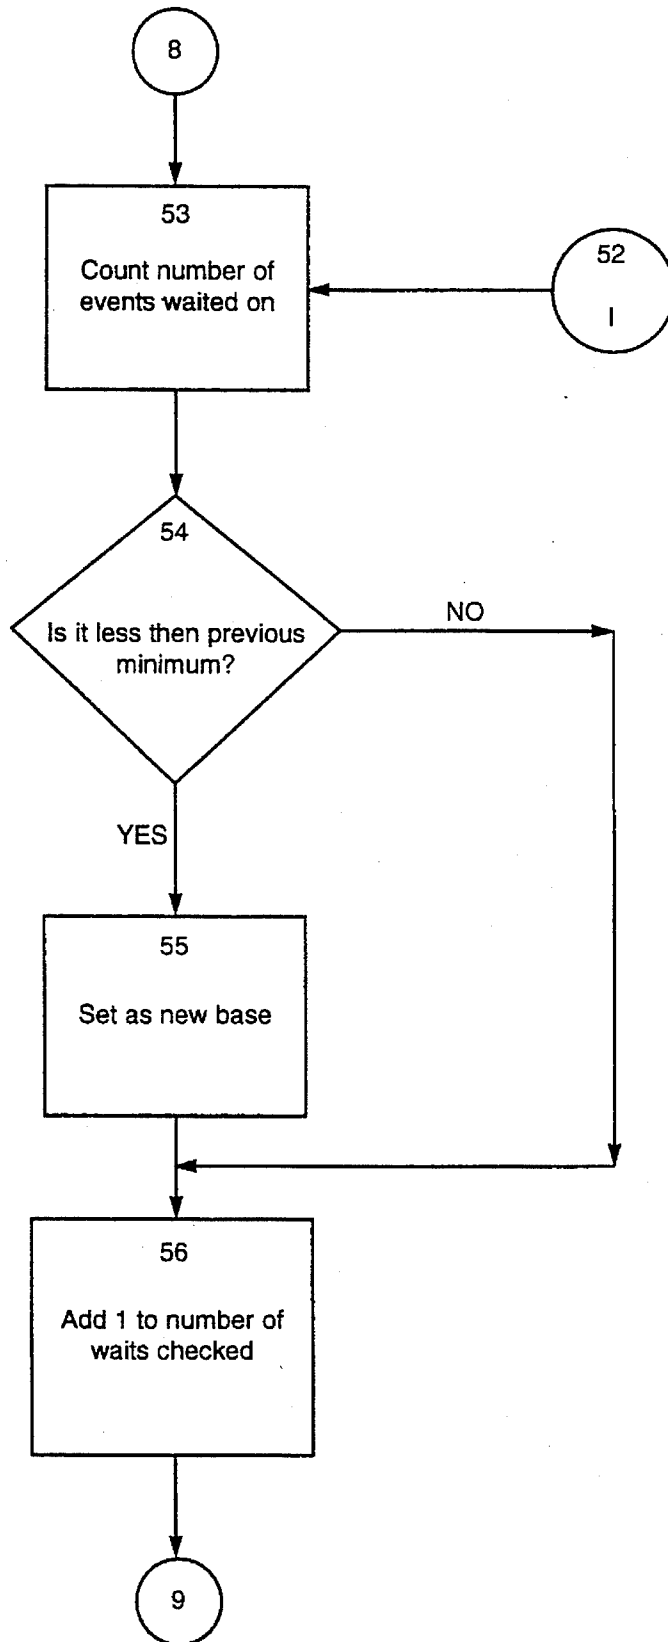 8
53
Count number of
events waited on
52
I
54
Is it less then previous
minimum?
NO
YES
55
Set as new base
56
Add 1 to number of
waits checked
9